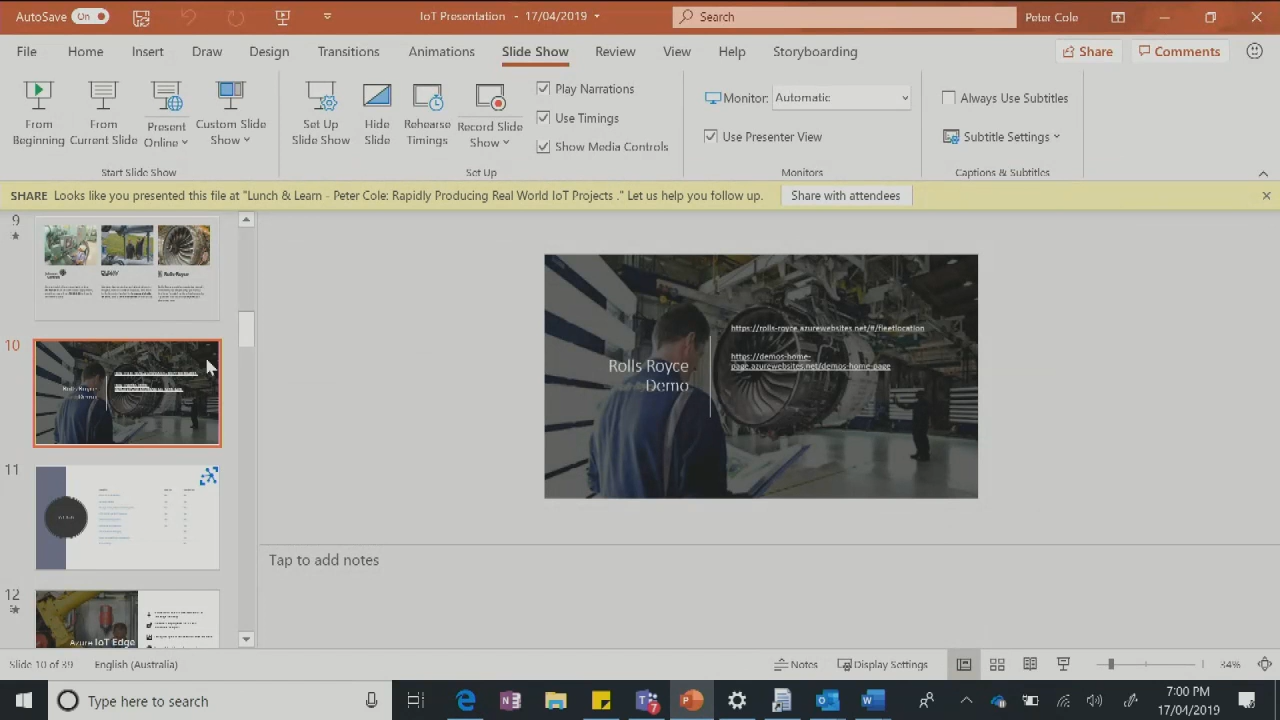 AutoSave On IoT Presentation - 17/04/2019 Search Peter Cole
File Home Insert Draw Design Transitions Animations Slide Show Review View Help Storyboarding Share Comments
From Beginning
From Current Slide
Present Online
Custom Slide Show
Start Slide Show
Set Up Slide Show
Hide Slide
Rehearse Timings
Record Slide Show
Play Narrations
Use Timings
Show Media Controls
Set Up
Monitor: Automatic
Use Presenter View
Monitors
Always Use Subtitles
Subtitle Settings
Captions & Subtitles
SHARE Looks like you presented this file at "Lunch & Learn - Peter Cole: Rapidly Producing Real World IoT Projects ." Let us help you follow up. Share with attendees
9
Rolls-Royce
10
Rolls Royce
Demo
11
12
Azure IoT Edge
Rolls Royce
Demo
https://rolls-royce.azurewebsites.net/#/fleetlocation
https://demos-home-
page.azurewebsites.net/demos-home-page
Tap to add notes
Slide 10 of 39 English (Australia) Notes Display Settings 34%
Type here to search
7
7:00 PM
17/04/2019